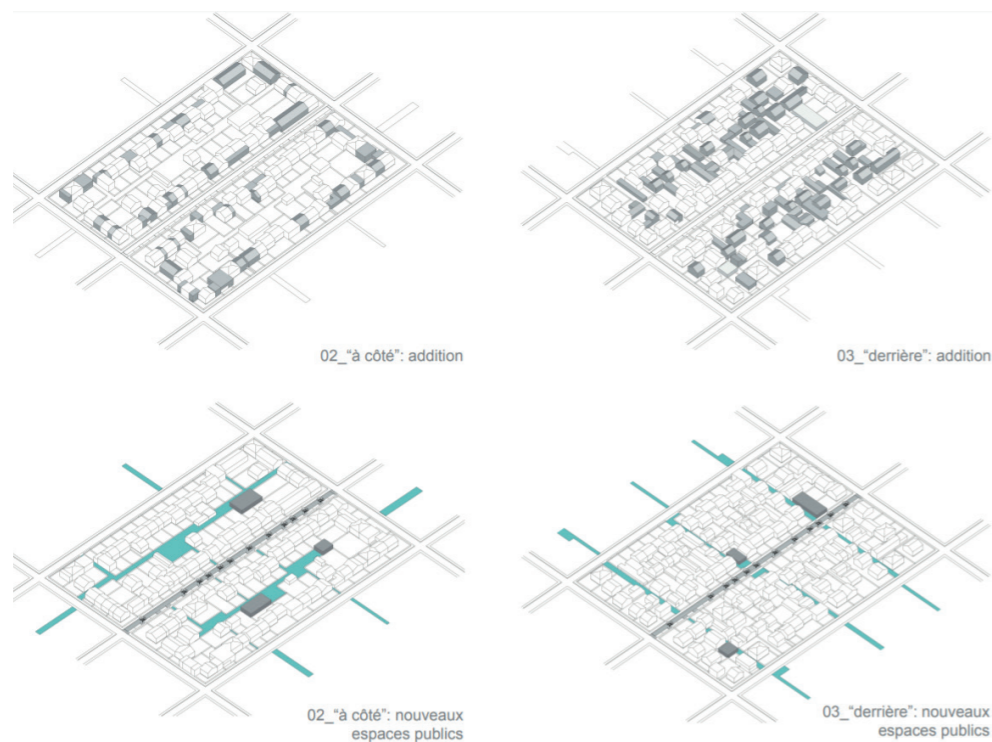 02_“à côté”: addition
03_“derrière”: addition
02_“à côté”: nouveaux
espaces publics
03_“derrière”: nouveaux
espaces publics